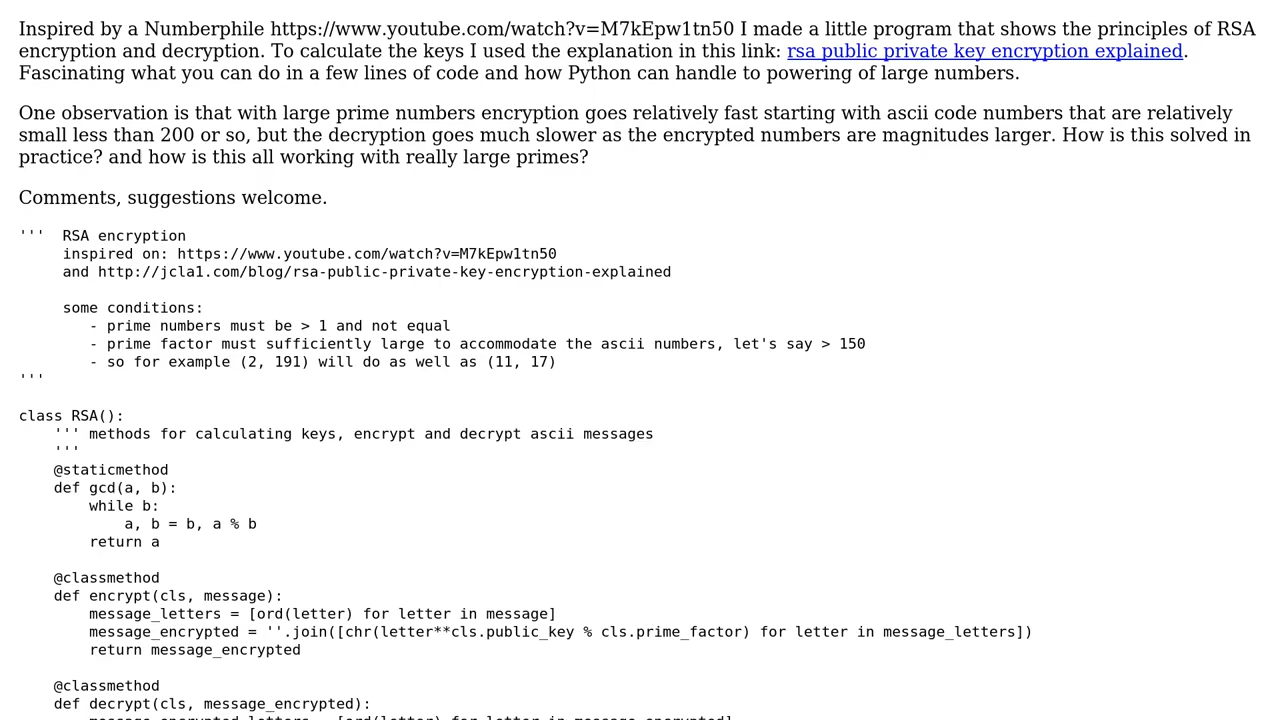 Inspired by a Numberphile https://www.youtube.com/watch?v=M7kEpw1tn50 I made a little program that shows the principles of RSA
encryption and decryption. To calculate the keys I used the explanation in this link: rsa public private key encryption explained.
Fascinating what you can do in a few lines of code and how Python can handle to powering of large numbers.
One observation is that with large prime numbers encryption goes relatively fast starting with ascii code numbers that are relatively
small less than 200 or so, but the decryption goes much slower as the encrypted numbers are magnitudes larger. How is this solved in
practice? and how is this all working with really large primes?
Comments, suggestions welcome.
'''  RSA encryption
     inspired on: https://www.youtube.com/watch?v=M7kEpw1tn50
     and http://jcla1.com/blog/rsa-public-private-key-encryption-explained
     some conditions:
        - prime numbers must be > 1 and not equal
        - prime factor must sufficiently large to accommodate the ascii numbers, let's say > 150
        - so for example (2, 191) will do as well as (11, 17)
'''
class RSA():
    ''' methods for calculating keys, encrypt and decrypt ascii messages
    '''
    @staticmethod
    def gcd(a, b):
        while b:
            a, b = b, a % b
        return a
    @classmethod
    def encrypt(cls, message):
        message_letters = [ord(letter) for letter in message]
        message_encrypted = ''.join([chr(letter**cls.public_key % cls.prime_factor) for letter in message_letters])
        return message_encrypted
    @classmethod
    def decrypt(cls, message_encrypted):
        message_encrypted_letters = [ord(letter) for letter in message_encrypted]